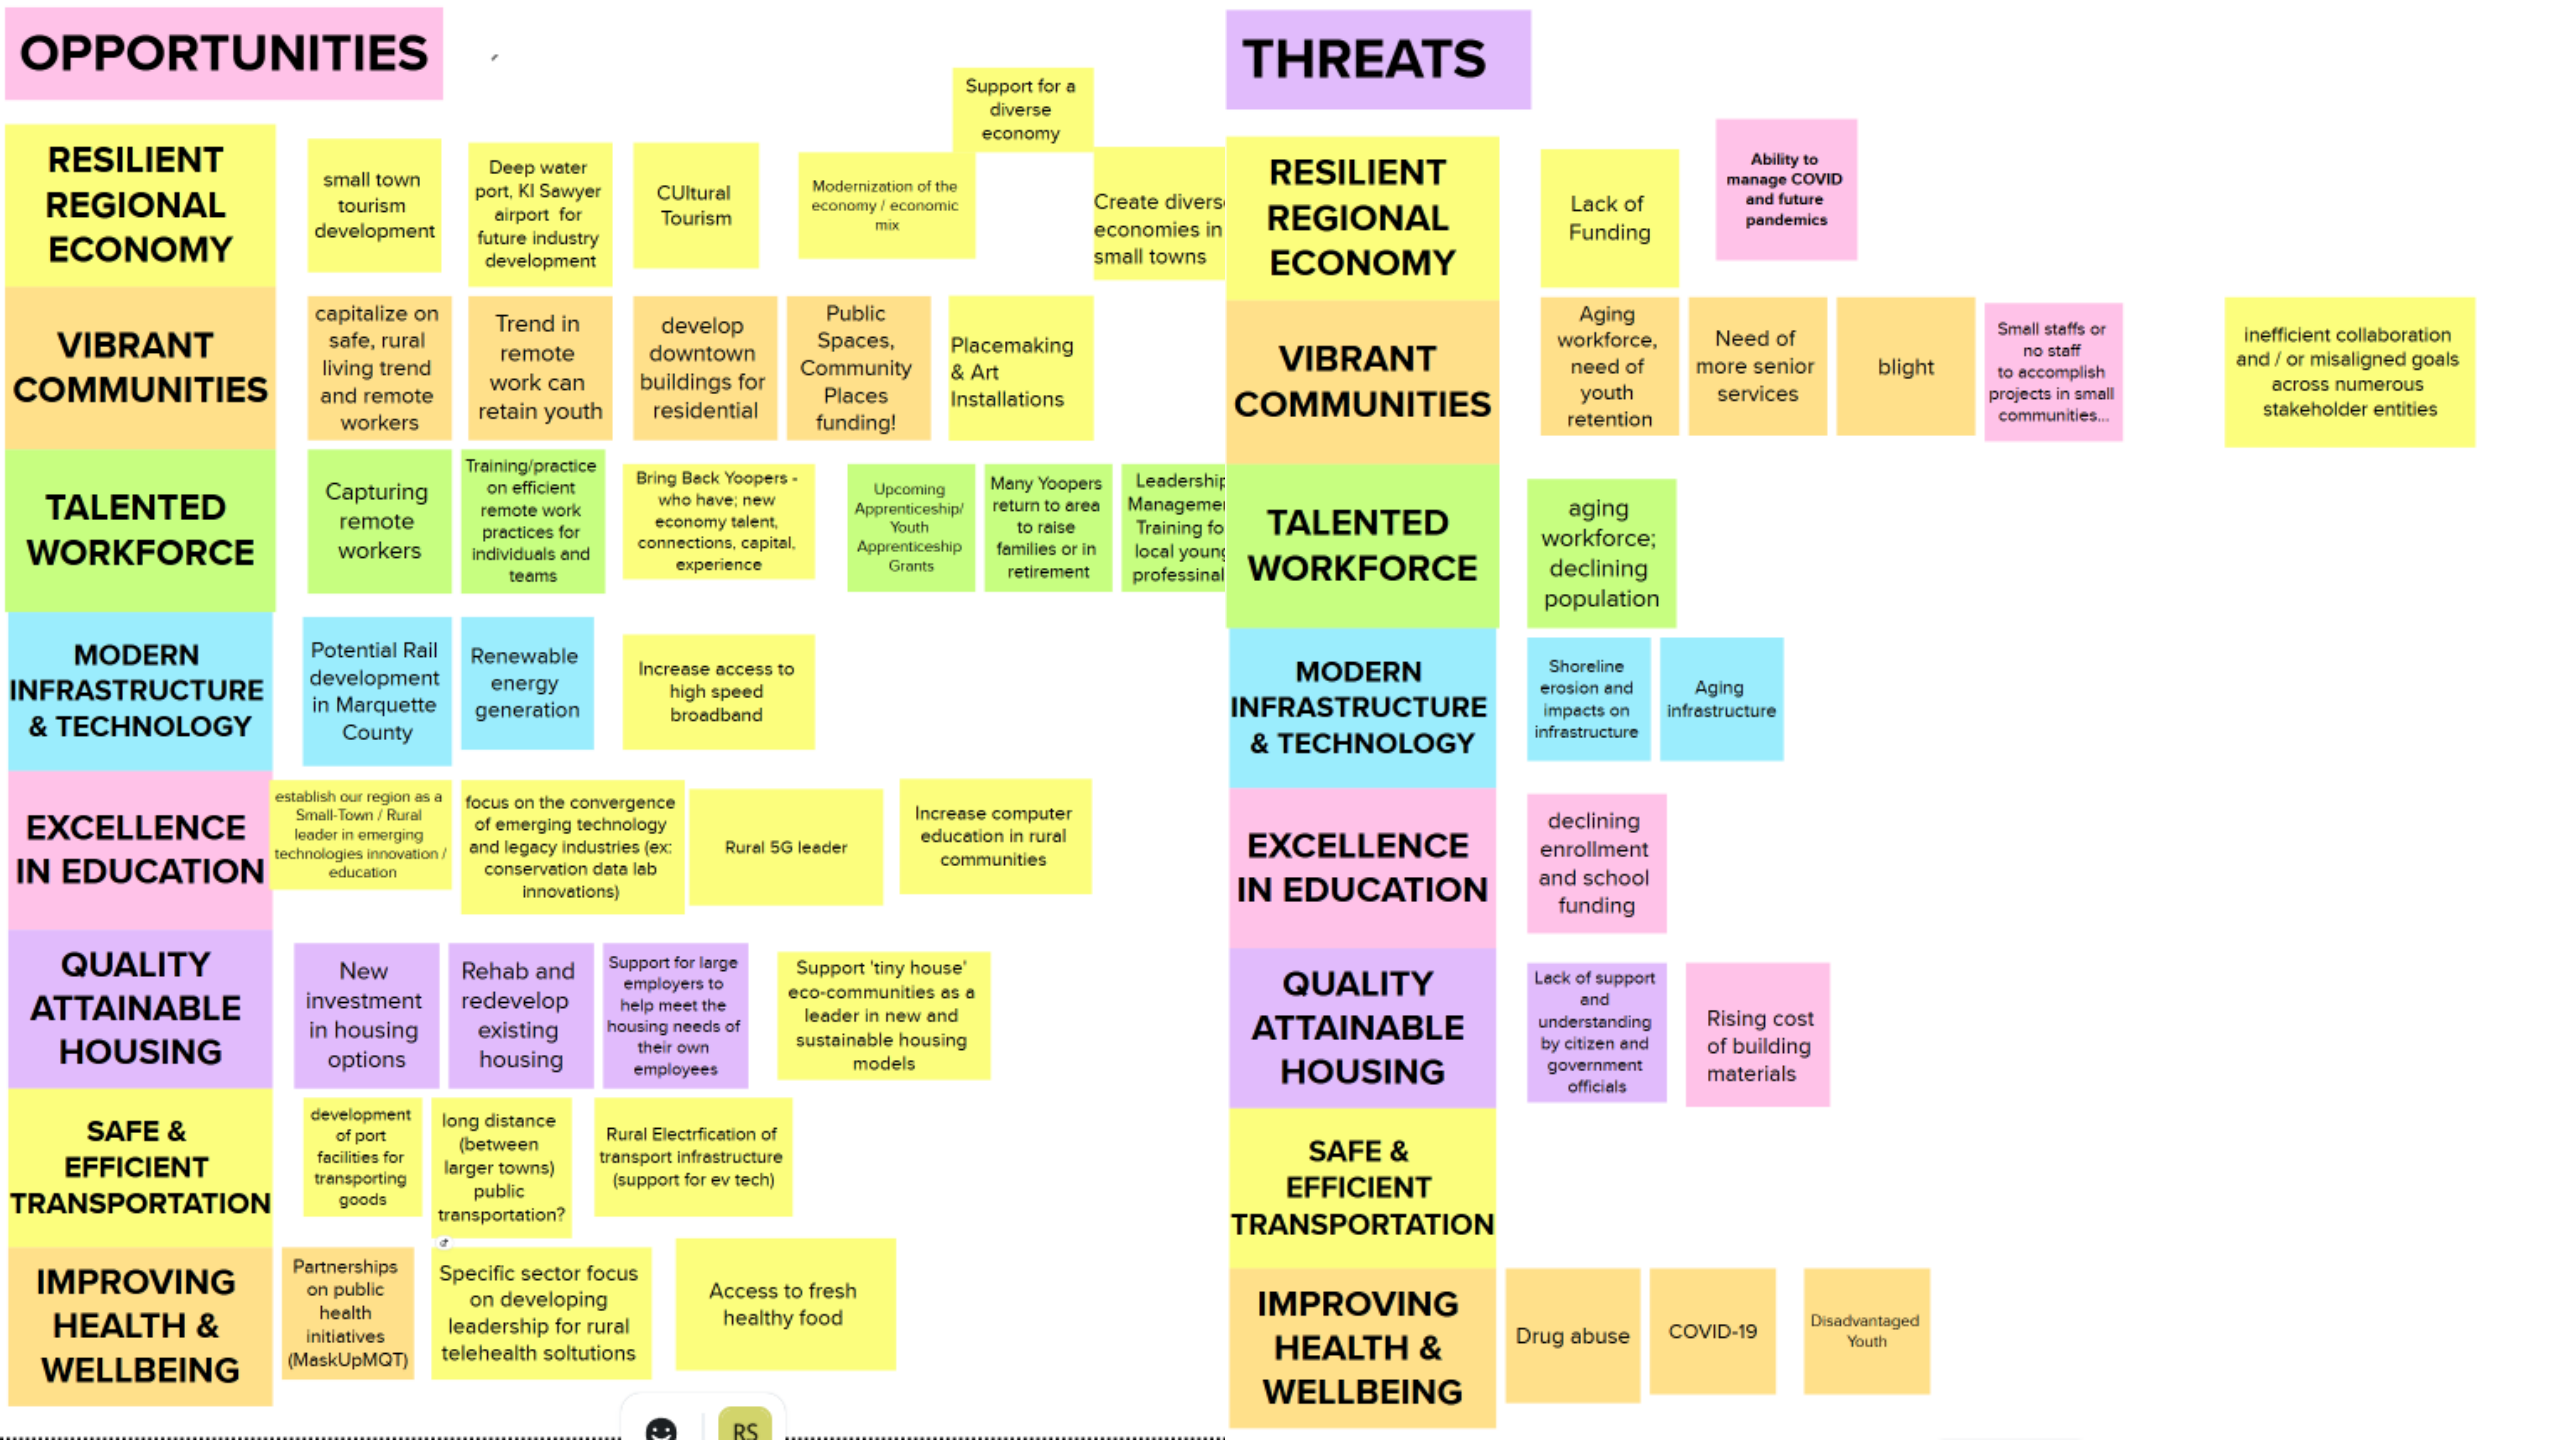 OPPORTUNITIES
RESILIENT
REGIONAL
ECONOMY
small town
tourism
development
Deep water
port, KI Sawyer
airport for
future industry
development
CUltural
Tourism
Modernization of the
economy / economic
mix
Support for a
diverse
economy
Create divers
economies in
small towns
VIBRANT
COMMUNITIES
capitalize on
safe, rural
living trend
and remote
workers
Trend in
remote
work can
retain youth
develop
downtown
buildings for
residential
Public
Spaces,
Community
Places
funding!
Placemaking
& Art
Installations
TALENTED
WORKFORCE
Capturing
remote
workers
Training/practice
on efficient
remote work
practices for
individuals and
teams
Bring Back Yoopers -
who have; new
economy talent,
connections, capital,
experience
Upcoming
Apprenticeship/
Youth
Apprenticeship
Grants
Many Yoopers
return to area
to raise
families or in
retirement
Leadership
Managemen
Training fo
local young
professinal
MODERN
INFRASTRUCTURE
& TECHNOLOGY
Potential Rail
development
in Marquette
County
Renewable
energy
generation
Increase access to
high speed
broadband
EXCELLENCE
IN EDUCATION
establish our region as a
Small-Town / Rural
leader in emerging
technologies innovation /
education
focus on the convergence
of emerging technology
and legacy industries (ex:
conservation data lab
innovations)
Rural 5G leader
Increase computer
education in rural
communities
QUALITY
ATTAINABLE
HOUSING
New
investment
in housing
options
Rehab and
redevelop
existing
housing
Support for large
employers to
help meet the
housing needs of
their own
employees
Support 'tiny house'
eco-communities as a
leader in new and
sustainable housing
models
SAFE &
EFFICIENT
TRANSPORTATION
development
of port
facilities for
transporting
goods
long distance
(between
larger towns)
public
transportation?
Rural Electrfication of
transport infrastructure
(support for ev tech)
IMPROVING
HEALTH &
WELLBEING
Partnerships
on public
health
initiatives
(MaskUpMQT)
Specific sector focus
on developing
leadership for rural
telehealth soltutions
Access to fresh
healthy food
RS
THREATS
RESILIENT
REGIONAL
ECONOMY
Lack of
Funding
Ability to
manage COVID
and future
pandemics
VIBRANT
COMMUNITIES
Aging
workforce,
need of
youth
retention
Need of
more senior
services
blight
Small staffs or
no staff
to accomplish
projects in small
communities...
inefficient collaboration
and / or misaligned goals
across numerous
stakeholder entities
TALENTED
WORKFORCE
aging
workforce;
declining
population
MODERN
INFRASTRUCTURE
& TECHNOLOGY
Shoreline
erosion and
impacts on
infrastructure
Aging
infrastructure
EXCELLENCE
IN EDUCATION
declining
enrollment
and school
funding
QUALITY
ATTAINABLE
HOUSING
Lack of support
and
understanding
by citizen and
government
officials
Rising cost
of building
materials
SAFE &
EFFICIENT
TRANSPORTATION
IMPROVING
HEALTH &
WELLBEING
Drug abuse
COVID-19
Disadvantaged
Youth